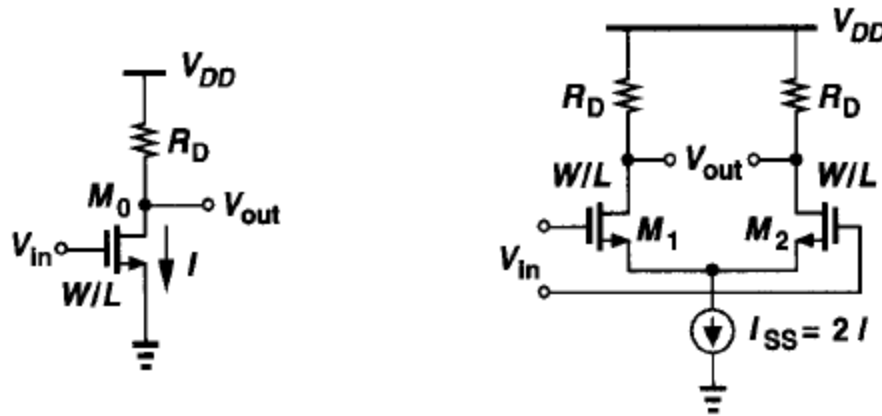 V_DD
R_D
M_0
V_out
V_in
I
W/L
V_DD
R_D
R_D
V_out
W/L
W/L
M_1
M_2
V_in
I_SS = 2 I